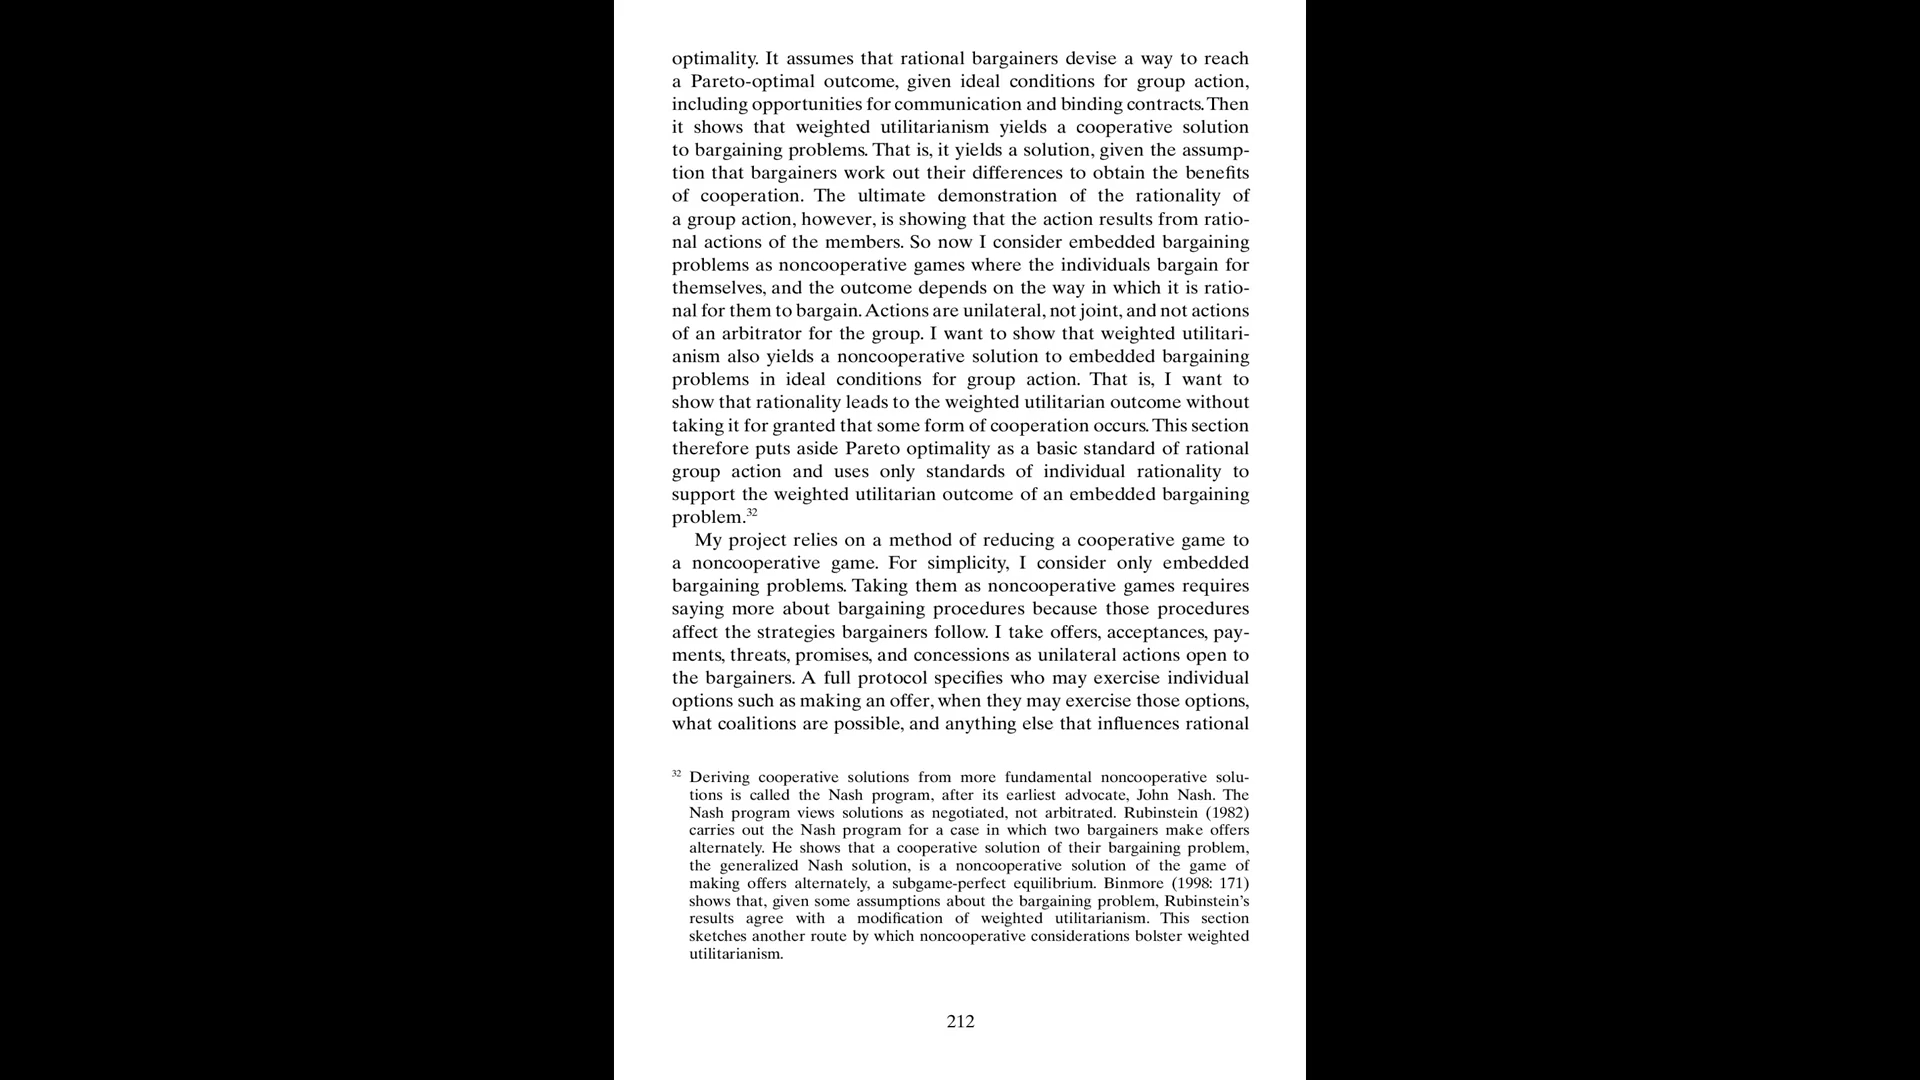 optimality. It assumes that rational bargainers devise a way to reach
a Pareto-optimal outcome, given ideal conditions for group action,
including opportunities for communication and binding contracts. Then
it shows that weighted utilitarianism yields a cooperative solution
to bargaining problems. That is, it yields a solution, given the assump-
tion that bargainers work out their differences to obtain the benefits
of cooperation. The ultimate demonstration of the rationality of
a group action, however, is showing that the action results from ratio-
nal actions of the members. So now I consider embedded bargaining
problems as noncooperative games where the individuals bargain for
themselves, and the outcome depends on the way in which it is ratio-
nal for them to bargain. Actions are unilateral, not joint, and not actions
of an arbitrator for the group. I want to show that weighted utilitari-
anism also yields a noncooperative solution to embedded bargaining
problems in ideal conditions for group action. That is, I want to
show that rationality leads to the weighted utilitarian outcome without
taking it for granted that some form of cooperation occurs. This section
therefore puts aside Pareto optimality as a basic standard of rational
group action and uses only standards of individual rationality to
support the weighted utilitarian outcome of an embedded bargaining
problem.32
My project relies on a method of reducing a cooperative game to
a noncooperative game. For simplicity, I consider only embedded
bargaining problems. Taking them as noncooperative games requires
saying more about bargaining procedures because those procedures
affect the strategies bargainers follow. I take offers, acceptances, pay-
ments, threats, promises, and concessions as unilateral actions open to
the bargainers. A full protocol specifies who may exercise individual
options such as making an offer, when they may exercise those options,
what coalitions are possible, and anything else that influences rational
32 Deriving cooperative solutions from more fundamental noncooperative solu-
tions is called the Nash program, after its earliest advocate, John Nash. The
Nash program views solutions as negotiated, not arbitrated. Rubinstein (1982)
carries out the Nash program for a case in which two bargainers make offers
alternately. He shows that a cooperative solution of their bargaining problem,
the generalized Nash solution, is a noncooperative solution of the game of
making offers alternately, a subgame-perfect equilibrium. Binmore (1998: 171)
shows that, given some assumptions about the bargaining problem, Rubinstein's
results agree with a modification of weighted utilitarianism. This section
sketches another route by which noncooperative considerations bolster weighted
utilitarianism.
212